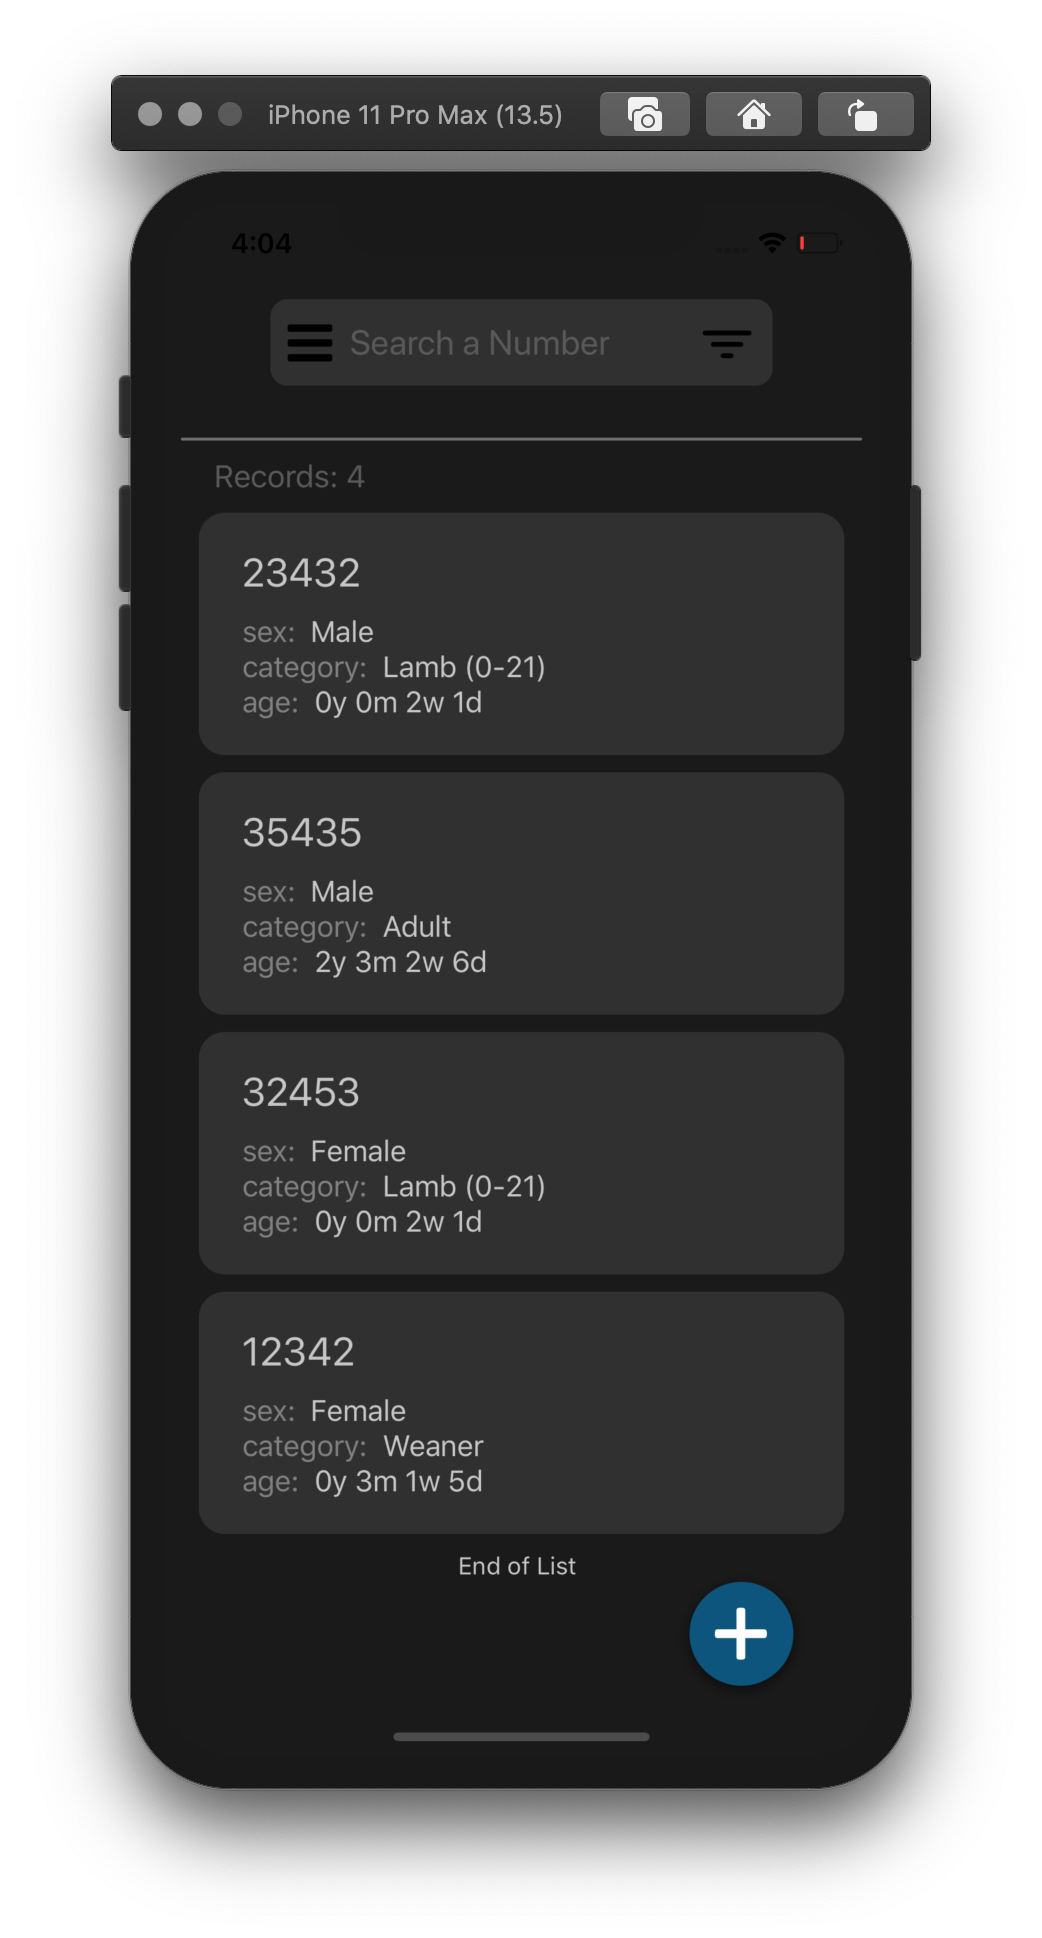 iPhone 11 Pro Max (13.5)
4:04
Search a Number
Records: 4
23432
sex: Male
category: Lamb (0-21)
age: 0y 0m 2w 1d
35435
sex: Male
category: Adult
age: 2y 3m 2w 6d
32453
sex: Female
category: Lamb (0-21)
age: 0y 0m 2w 1d
12342
sex: Female
category: Weaner
age: 0y 3m 1w 5d
End of List